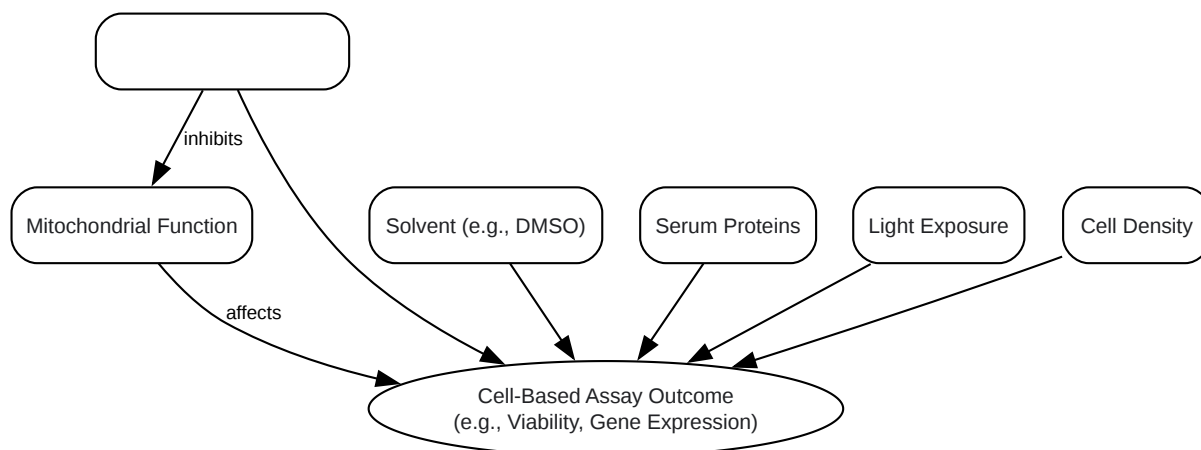 inhibits
Mitochondrial Function
Solvent (e.g., DMSO)
Serum Proteins
Light Exposure
Cell Density
affects
Cell-Based Assay Outcome
(e.g., Viability, Gene Expression)